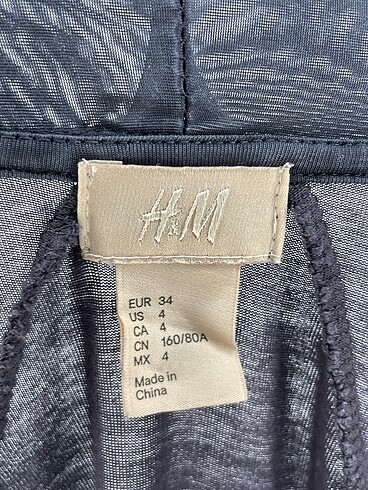 H&M
EUR 34
US 4
CA 4
CN 160/80A
MX 4
Made in
China